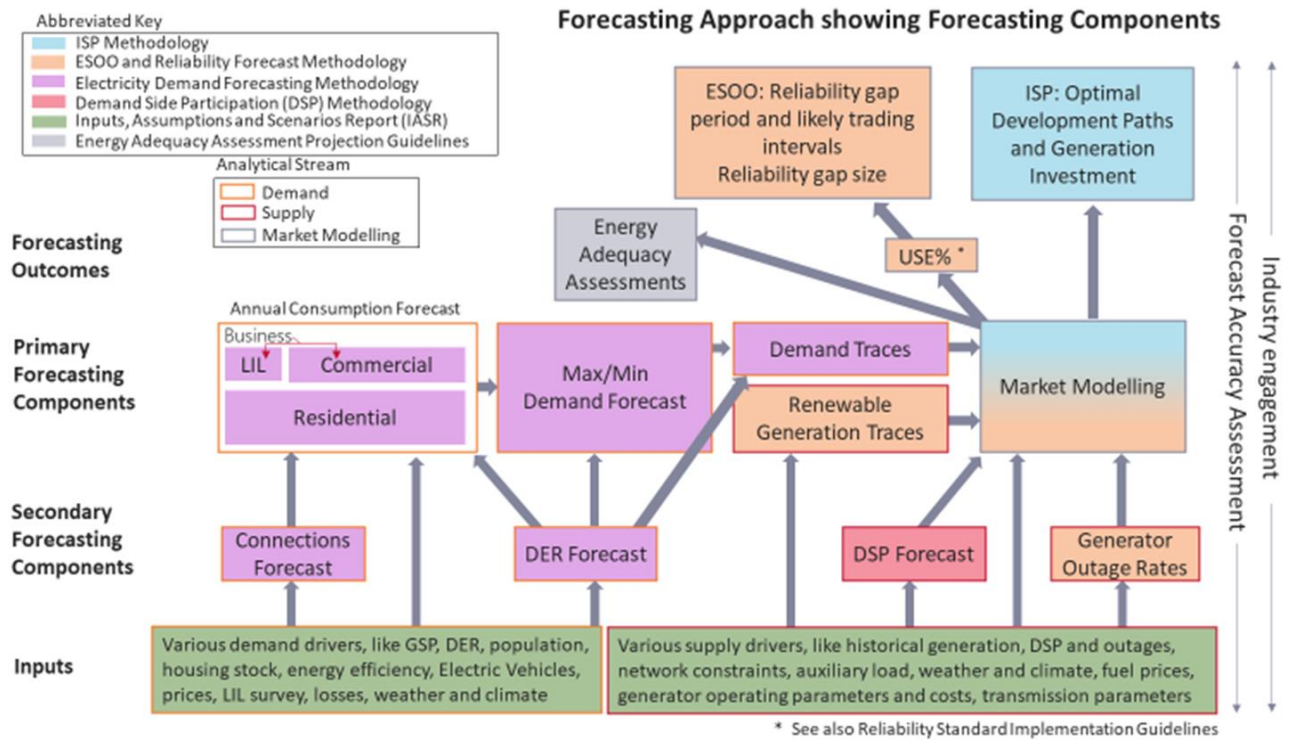 Forecasting Approach showing Forecasting Components
Abbreviated Key
ISP Methodology
ESOO and Reliability Forecast Methodology
Electricity Demand Forecasting Methodology
Demand Side Participation (DSP) Methodology
Inputs, Assumptions and Scenarios Report (IASR)
Energy Adequacy Assessment Projection Guidelines
Analytical Stream
Demand
Supply
Market Modelling
Forecasting
Outcomes
Energy
Adequacy
Assessments
ESOO: Reliability gap
period and likely trading
intervals
Reliability gap size
USE% *
ISP: Optimal
Development Paths
and Generation
Investment
Primary
Forecasting
Components
Annual Consumption Forecast
Business
LIL
Commercial
Residential
Max/Min
Demand Forecast
Demand Traces
Renewable
Generation Traces
Market Modelling
Secondary
Forecasting
Components
Connections
Forecast
DER Forecast
DSP Forecast
Generator
Outage Rates
Inputs
Various demand drivers, like GSP, DER, population,
housing stock, energy efficiency, Electric Vehicles,
prices, LIL survey, losses, weather and climate
Various supply drivers, like historical generation, DSP and outages,
network constraints, auxiliary load, weather and climate, fuel prices,
generator operating parameters and costs, transmission parameters
Forecast Accuracy Assessment
Industry engagement
* See also Reliability Standard Implementation Guidelines